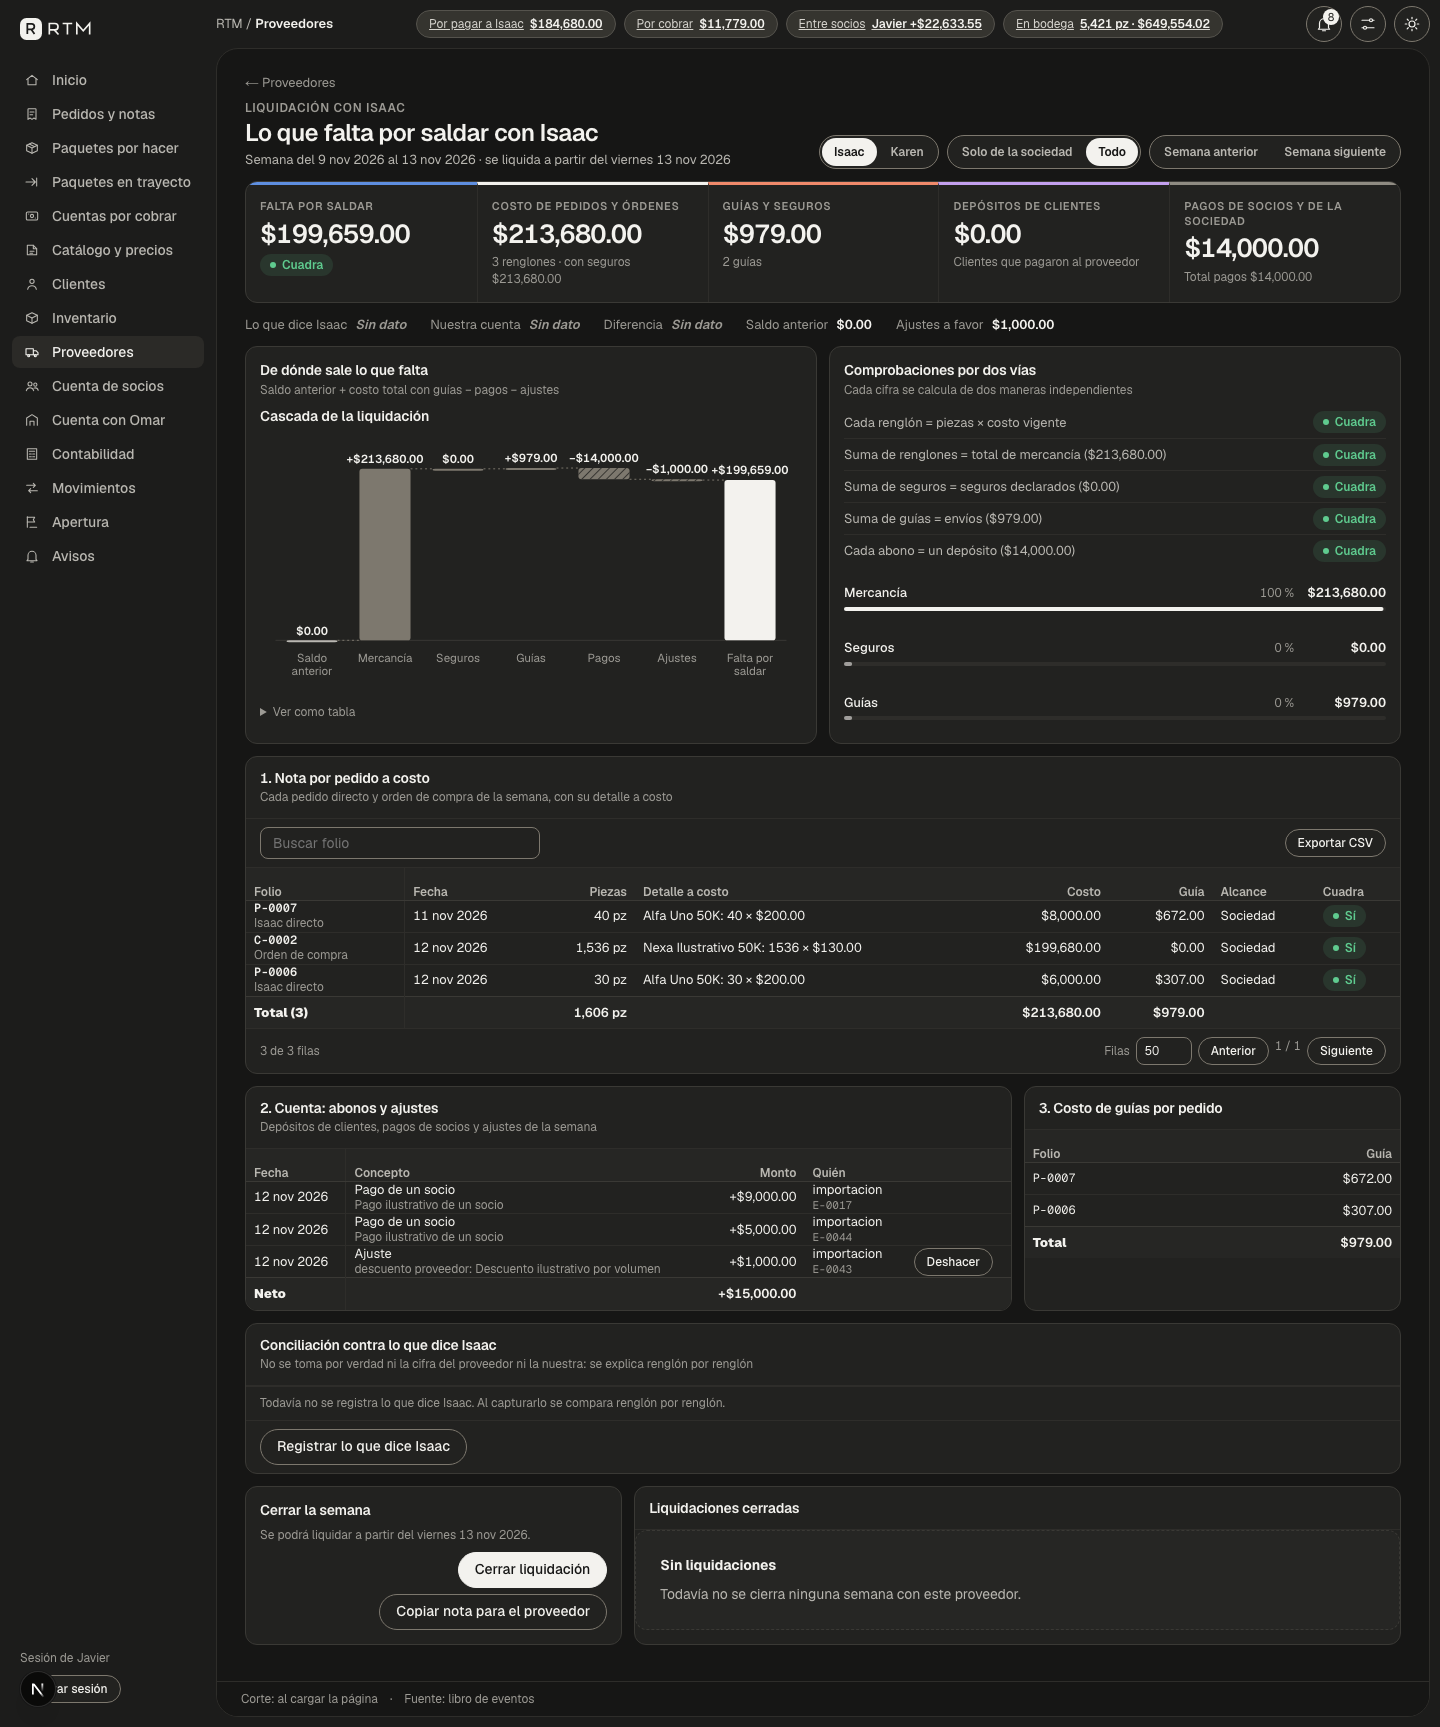 R RTM
RTM / Proveedores
Por pagar a Isaac $184,680.00
Por cobrar $11,779.00
Entre socios Javier +$22,633.55
En bodega 5,421 pz · $649,554.02
8
Inicio
Pedidos y notas
Paquetes por hacer
Paquetes en trayecto
Cuentas por cobrar
Catálogo y precios
Clientes
Inventario
Proveedores
Cuenta de socios
Cuenta con Omar
Contabilidad
Movimientos
Apertura
Avisos
← Proveedores
LIQUIDACIÓN CON ISAAC
Lo que falta por saldar con Isaac
Semana del 9 nov 2026 al 13 nov 2026 · se liquida a partir del viernes 13 nov 2026
Isaac Karen
Solo de la sociedad Todo
Semana anterior Semana siguiente
FALTA POR SALDAR
$199,659.00
Cuadra
COSTO DE PEDIDOS Y ÓRDENES
$213,680.00
3 renglones · con seguros
$213,680.00
GUÍAS Y SEGUROS
$979.00
2 guías
DEPÓSITOS DE CLIENTES
$0.00
Clientes que pagaron al proveedor
PAGOS DE SOCIOS Y DE LA
SOCIEDAD
$14,000.00
Total pagos $14,000.00
Lo que dice Isaac Sin dato Nuestra cuenta Sin dato Diferencia Sin dato Saldo anterior $0.00 Ajustes a favor $1,000.00
De dónde sale lo que falta
Saldo anterior + costo total con guías − pagos − ajustes
Cascada de la liquidación
+$213,680.00 $0.00 +$979.00 −$14,000.00 −$1,000.00 +$199,659.00
$0.00
Saldo anterior
Mercancía
Seguros
Guías
Pagos
Ajustes
Falta por saldar
▶ Ver como tabla
Comprobaciones por dos vías
Cada cifra se calcula de dos maneras independientes
Cada renglón = piezas × costo vigente Cuadra
Suma de renglones = total de mercancía ($213,680.00) Cuadra
Suma de seguros = seguros declarados ($0.00) Cuadra
Suma de guías = envíos ($979.00) Cuadra
Cada abono = un depósito ($14,000.00) Cuadra
Mercancía 100 % $213,680.00
Seguros 0 % $0.00
Guías 0 % $979.00
1. Nota por pedido a costo
Cada pedido directo y orden de compra de la semana, con su detalle a costo
Buscar folio
Exportar CSV
Folio Fecha Piezas Detalle a costo Costo Guía Alcance Cuadra
P-0007
Isaac directo
11 nov 2026 40 pz Alfa Uno 50K: 40 × $200.00 $8,000.00 $672.00 Sociedad Sí
C-0002
Orden de compra
12 nov 2026 1,536 pz Nexa Ilustrativo 50K: 1536 × $130.00 $199,680.00 $0.00 Sociedad Sí
P-0006
Isaac directo
12 nov 2026 30 pz Alfa Uno 50K: 30 × $200.00 $6,000.00 $307.00 Sociedad Sí
Total (3) 1,606 pz $213,680.00 $979.00
3 de 3 filas
Filas 50 Anterior 1 / 1 Siguiente
2. Cuenta: abonos y ajustes
Depósitos de clientes, pagos de socios y ajustes de la semana
Fecha Concepto Monto Quién
12 nov 2026 Pago de un socio +$9,000.00 importacion
Pago ilustrativo de un socio E-0017
12 nov 2026 Pago de un socio +$5,000.00 importacion
Pago ilustrativo de un socio E-0044
12 nov 2026 Ajuste +$1,000.00 importacion
descuento proveedor: Descuento ilustrativo por volumen E-0043
Deshacer
Neto +$15,000.00
3. Costo de guías por pedido
Folio Guía
P-0007 $672.00
P-0006 $307.00
Total $979.00
Conciliación contra lo que dice Isaac
No se toma por verdad ni la cifra del proveedor ni la nuestra: se explica renglón por renglón
Todavía no se registra lo que dice Isaac. Al capturarlo se compara renglón por renglón.
Registrar lo que dice Isaac
Cerrar la semana
Se podrá liquidar a partir del viernes 13 nov 2026.
Cerrar liquidación
Copiar nota para el proveedor
Liquidaciones cerradas
Sin liquidaciones
Todavía no se cierra ninguna semana con este proveedor.
Sesión de Javier
N ar sesión
Corte: al cargar la página · Fuente: libro de eventos